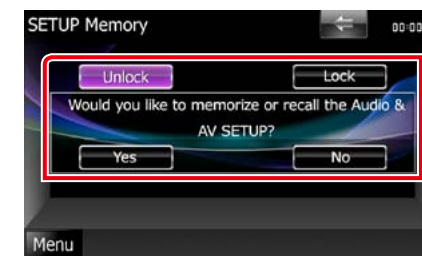 SETUP Memory
00:00
Unlock Lock
Would you like to memorize or recall the Audio &
AV SETUP?
Yes No
Menu